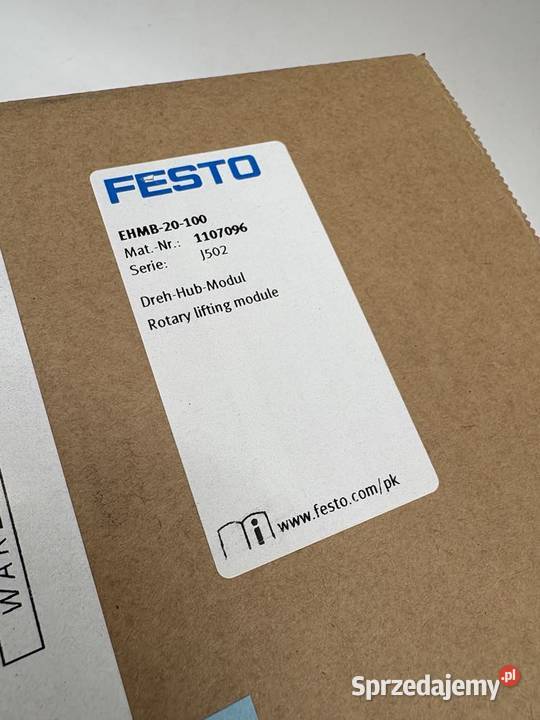 FESTO
EHMB-20-100
Mat.-Nr.: 1107096
Serie: J502
Dreh-Hub-Modul
Rotary lifting module
i www.festo.com/pk
Sprzedajemy.pl